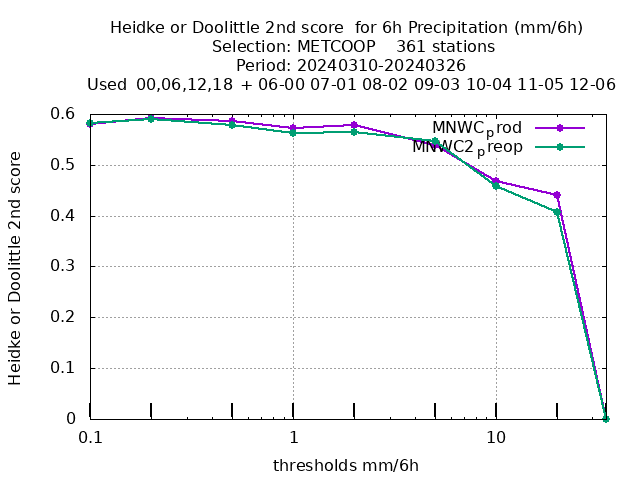 Heidke or Doolittle 2nd score  for 6h Precipitation (mm/6h)
Selection: METCOOP    361 stations
Period: 20240310-20240326
Used  00,06,12,18  + 06-00 07-01 08-02 09-03 10-04 11-05 12-06
MNWCprod
MNWC2preop
Heidke or Doolittle 2nd score
0.6
0.5
0.4
0.3
0.2
0.1
0
0.1 1 10
thresholds mm/6h